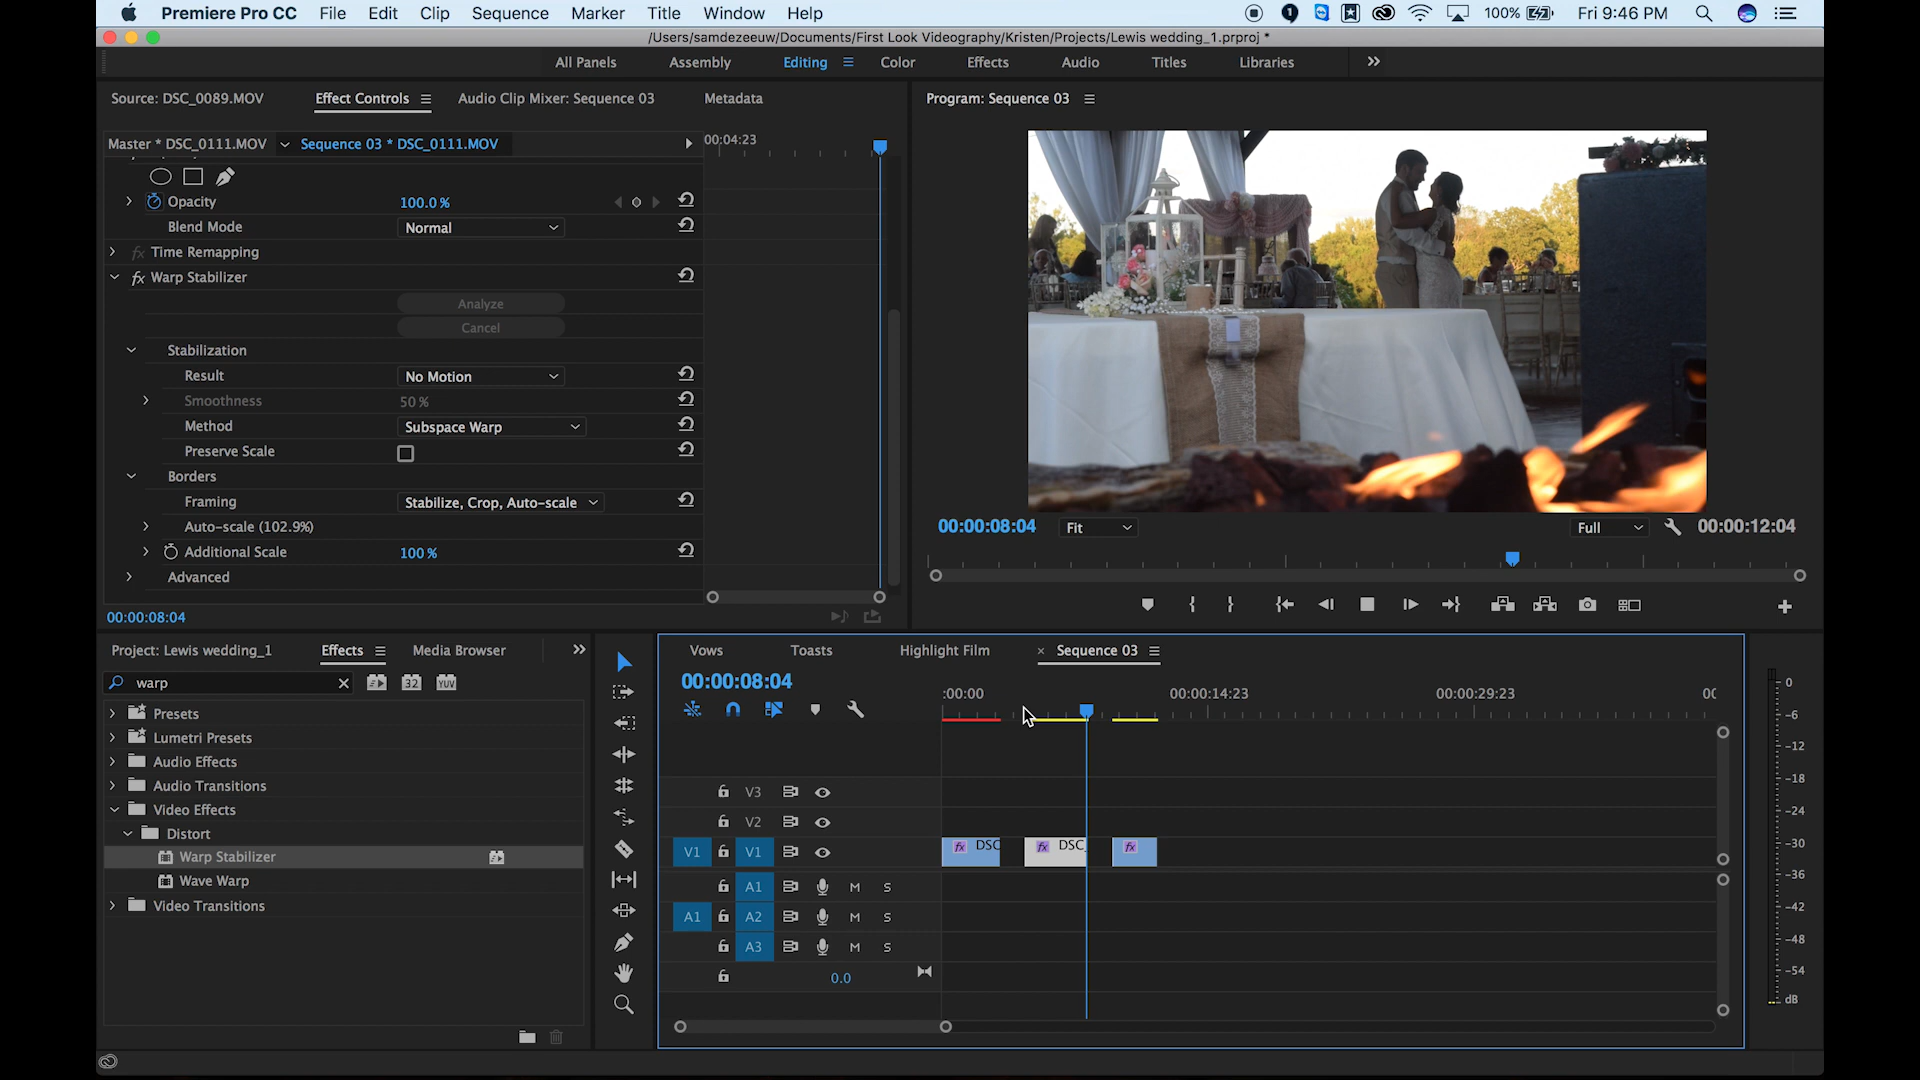 Premiere Pro CC File Edit Clip Sequence Marker Title Window Help 100% Fri 9:46 PM
/Users/samdezeeuw/Documents/First Look Videography/Kristen/Projects/Lewis wedding_1.prproj *
All Panels Assembly Editing Color Effects Audio Titles Libraries
Source: DSC_0089.MOV Effect Controls Audio Clip Mixer: Sequence 03 Metadata
Program: Sequence 03
Master * DSC_0111.MOV Sequence 03 * DSC_0111.MOV
00:04:23
Opacity 100.0 %
Blend Mode Normal
fx Time Remapping
fx Warp Stabilizer
Analyze
Cancel
Stabilization
Result No Motion
Smoothness 50 %
Method Subspace Warp
Preserve Scale
Borders
Framing Stabilize, Crop, Auto-scale
Auto-scale (102.9%)
Additional Scale 100 %
Advanced
00:00:08:04
00:00:08:04 Fit Full 00:00:12:04
Project: Lewis wedding_1 Effects Media Browser
warp 32 YUV
Presets
Lumetri Presets
Audio Effects
Audio Transitions
Video Effects
Distort
Warp Stabilizer
Wave Warp
Video Transitions
Vows Toasts Highlight Film × Sequence 03
00:00:08:04
:00:00 00:00:14:23 00:00:29:23 00
V3
V2
V1 V1 fx DSC fx DSC_ fx
A1 M S
A1 A2 M S
A3 M S
0.0
0
-6
-12
-18
-24
-30
-36
-42
-48
-54
dB